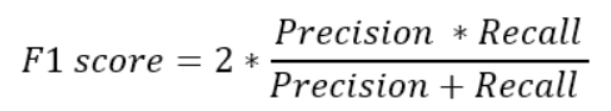 F1 score = 2 * Precision * Recall / Precision + Recall